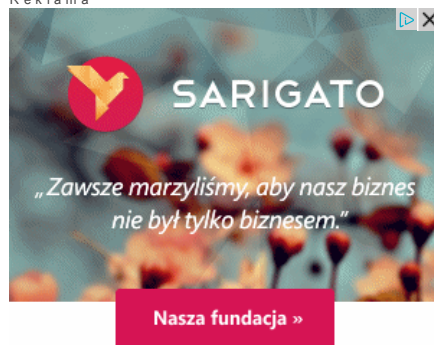 Reklama
SARIGATO
„Zawsze marzyliśmy, aby nasz biznes
nie był tylko biznesem.”
Nasza fundacja »